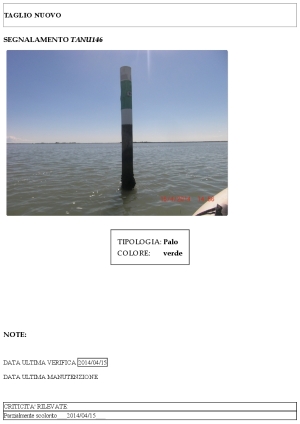 TAGLIO NUOVO
SEGNALAMENTO TANU146
TIPOLOGIA: Palo
COLORE: verde
NOTE:
DATA ULTIMA VERIFICA 2014/04/15
DATA ULTIMA MANUTENZIONE
CRITICITA' RILEVATE
Parzialmente scolorito 2014/04/15